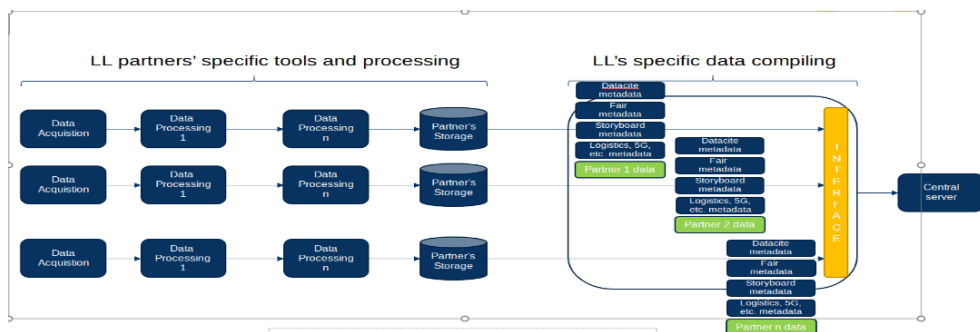 LL partners' specific tools and processing
LL's specific data compiling
Data
Acquistion
Data
Processing
1
Data
Processing
n
Partner's
Storage
Data
Acquistion
Data
Processing
1
Data
Processing
n
Partner's
Storage
Data
Acquistion
Data
Processing
1
Data
Processing
n
Partner's
Storage
Datacite
metadata
Fair
metadata
Storyboard
metadata
Logistics, 5G,
etc. metadata
Partner 1 data
Datacite
metadata
Fair
metadata
Storyboard
metadata
Logistics, 5G,
etc. metadata
Partner 2 data
Datacite
metadata
Fair
metadata
Storyboard
metadata
Logistics, 5G,
etc. metadata
Partner n data
INTERFACE
Central
server